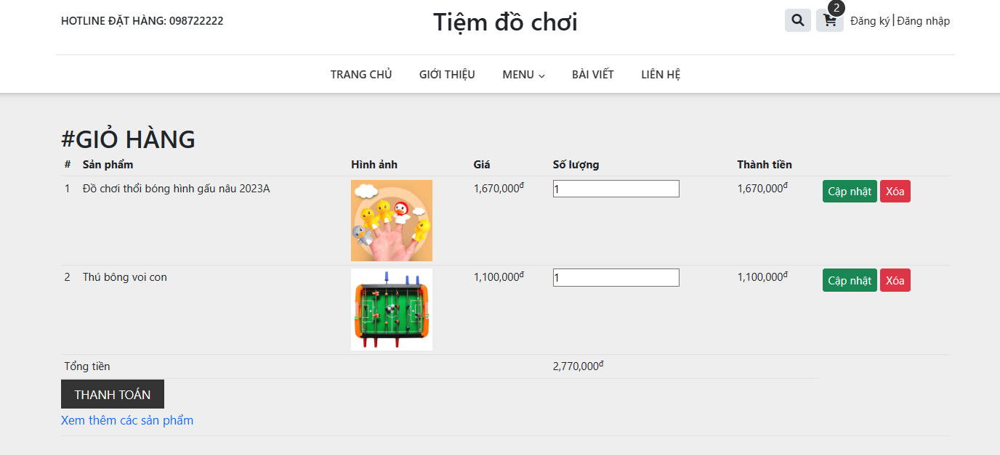 HOTLINE ĐẶT HÀNG: 098722222
Tiệm đồ chơi
2
Đăng ký|Đăng nhập
TRANG CHỦ GIỚI THIỆU MENU BÀI VIẾT LIÊN HỆ
#GIỎ HÀNG
# Sản phẩm Hình ảnh Giá Số lượng Thành tiền
1 Đồ chơi thổi bóng hình gấu nâu 2023A 1,670,000đ 1 1,670,000đ Cập nhật Xóa
2 Thú bông voi con 1,100,000đ 1 1,100,000đ Cập nhật Xóa
Tổng tiền 2,770,000đ
THANH TOÁN
Xem thêm các sản phẩm